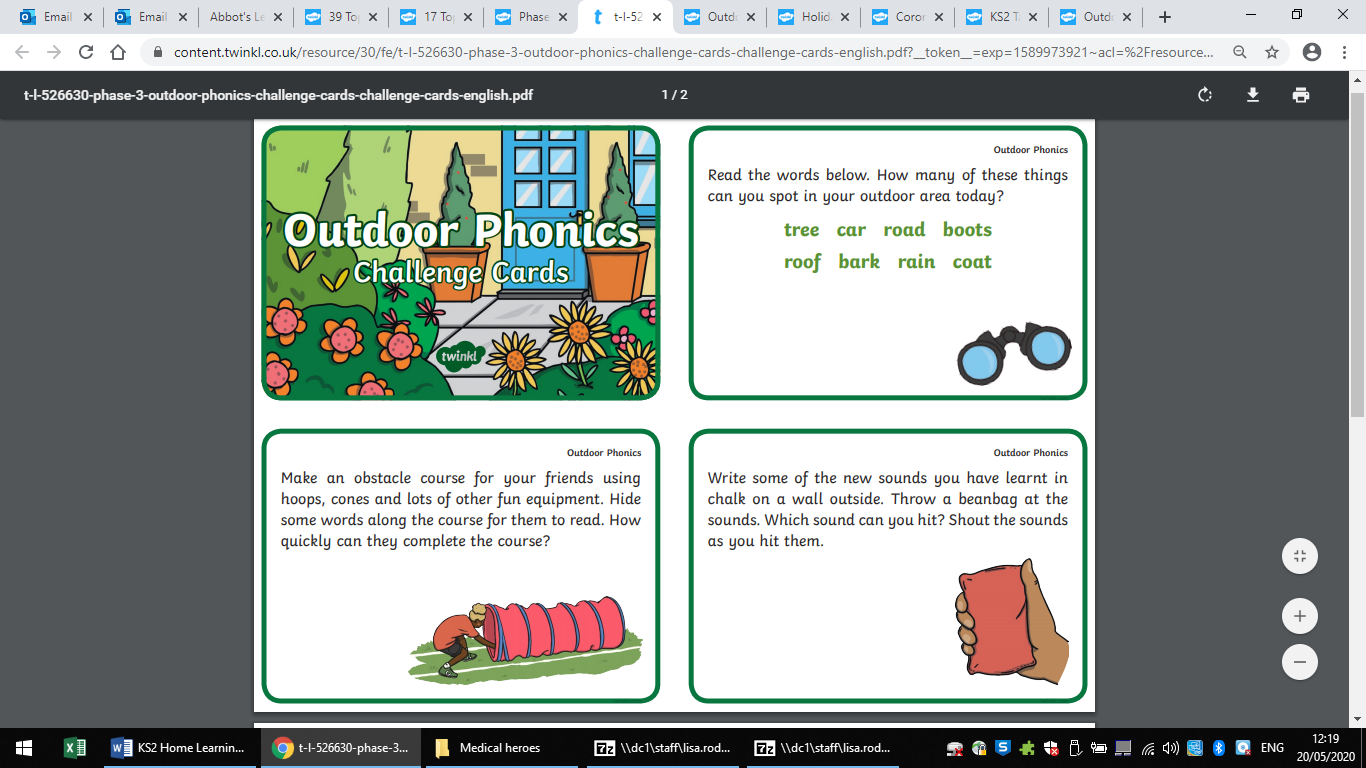 Email
Email
Abbot's Le
39 To
17 To
Phase
t-l-52
Outd
Holid
Coron
KS2 T
Outd
content.twinkl.co.uk/resource/30/fe/t-l-526630-phase-3-outdoor-phonics-challenge-cards-challenge-cards-english.pdf?__token__=exp=1589973921~acl=%2Fresource...
t-l-526630-phase-3-outdoor-phonics-challenge-cards-challenge-cards-english.pdf
1 / 2
Outdoor Phonics
Challenge Cards
twinkl
Outdoor Phonics
Read the words below. How many of these things
can you spot in your outdoor area today?
tree car road boots
roof bark rain coat
Outdoor Phonics
Make an obstacle course for your friends using
hoops, cones and lots of other fun equipment. Hide
some words along the course for them to read. How
quickly can they complete the course?
Outdoor Phonics
Write some of the new sounds you have learnt in
chalk on a wall outside. Throw a beanbag at the
sounds. Which sound can you hit? Shout the sounds
as you hit them.
KS2 Home Learnin...
t-l-526630-phase-3...
Medical heroes
\\dc1\staff\lisa.rod...
\\dc1\staff\lisa.rod...
ENG
12:19
20/05/2020